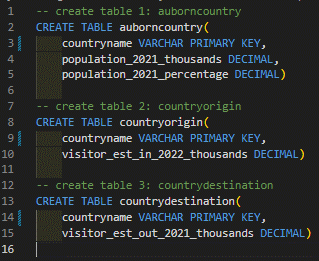 1 -- create table 1: auborncountry
2 CREATE TABLE auborncountry(
3 countryname VARCHAR PRIMARY KEY,
4 population_2021_thousands DECIMAL,
5 population_2021_percentage DECIMAL)
6
7 -- create table 2: countryorigin
8 CREATE TABLE countryorigin(
9 countryname VARCHAR PRIMARY KEY,
10 visitor_est_in_2022_thousands DECIMAL)
11
12 -- create table 3: countrydestination
13 CREATE TABLE countrydestination(
14 countryname VARCHAR PRIMARY KEY,
15 visitor_est_out_2021_thousands DECIMAL)
16